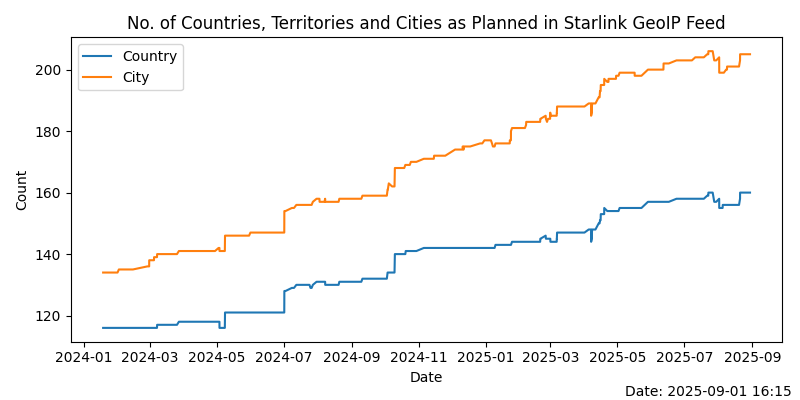 No. of Countries, Territories and Cities as Planned in Starlink GeoIP Feed
Country
City
200
180
160
140
120
Count
2024-01 2024-03 2024-05 2024-07 2024-09 2024-11 2025-01 2025-03 2025-05 2025-07 2025-09
Date
Date: 2025-09-01 16:15